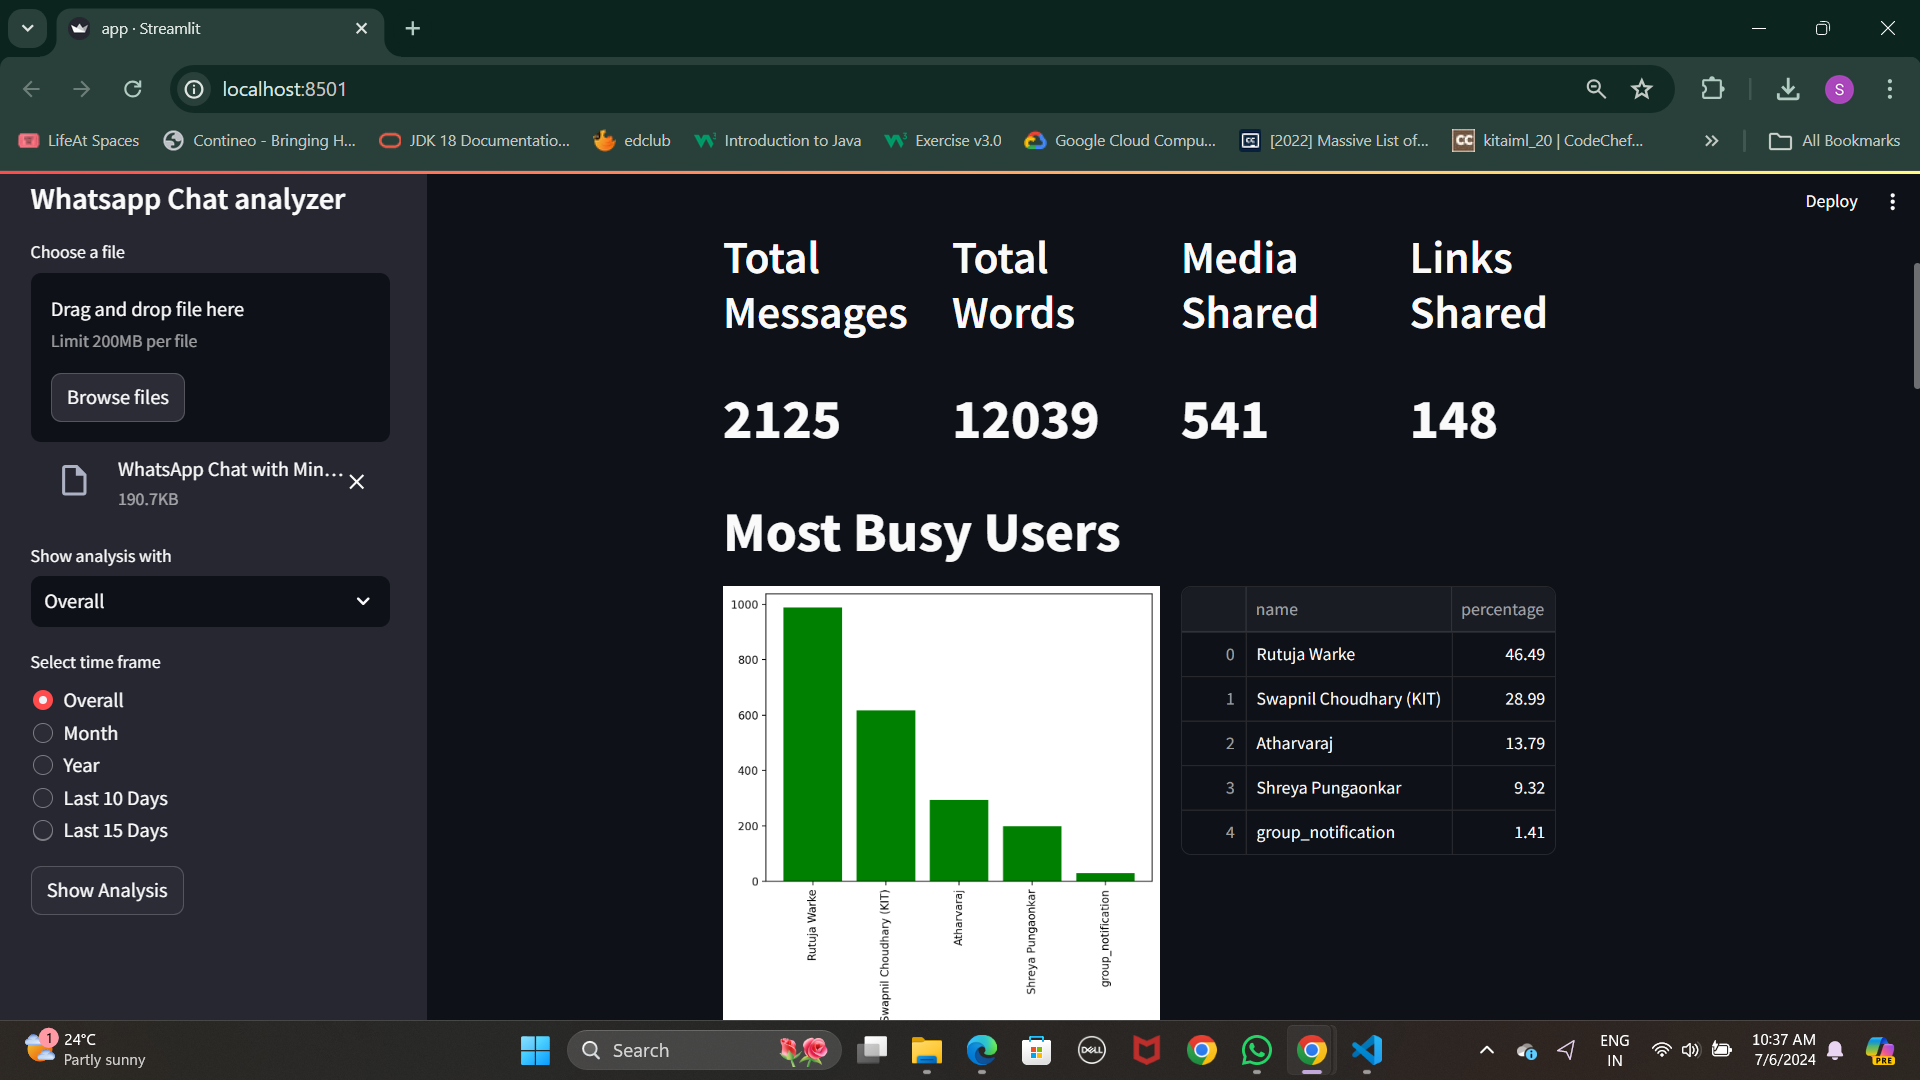 app · Streamlit
localhost:8501
S
LifeAt Spaces
Contineo - Bringing H...
JDK 18 Documentatio...
edclub
Introduction to Java
Exercise v3.0
Google Cloud Compu...
[2022] Massive List of...
CC
kitaiml_20 | CodeChef...
All Bookmarks
Whatsapp Chat analyzer
Choose a file
Drag and drop file here
Limit 200MB per file
Browse files
WhatsApp Chat with Min...
190.7KB
Show analysis with
Overall
Select time frame
Overall
Month
Year
Last 10 Days
Last 15 Days
Show Analysis
Deploy
Total Messages
Total Words
Media Shared
Links Shared
2125
12039
541
148
Most Busy Users
1000
800
600
400
200
0
Rutuja Warke
Swapnil Choudhary (KIT)
Atharvaraj
Shreya Pungaonkar
group_notification
name percentage
0 Rutuja Warke 46.49
1 Swapnil Choudhary (KIT) 28.99
2 Atharvaraj 13.79
3 Shreya Pungaonkar 9.32
4 group_notification 1.41
1
24°C
Partly sunny
Search
DELL
ENG
IN
10:37 AM
7/6/2024
PRE